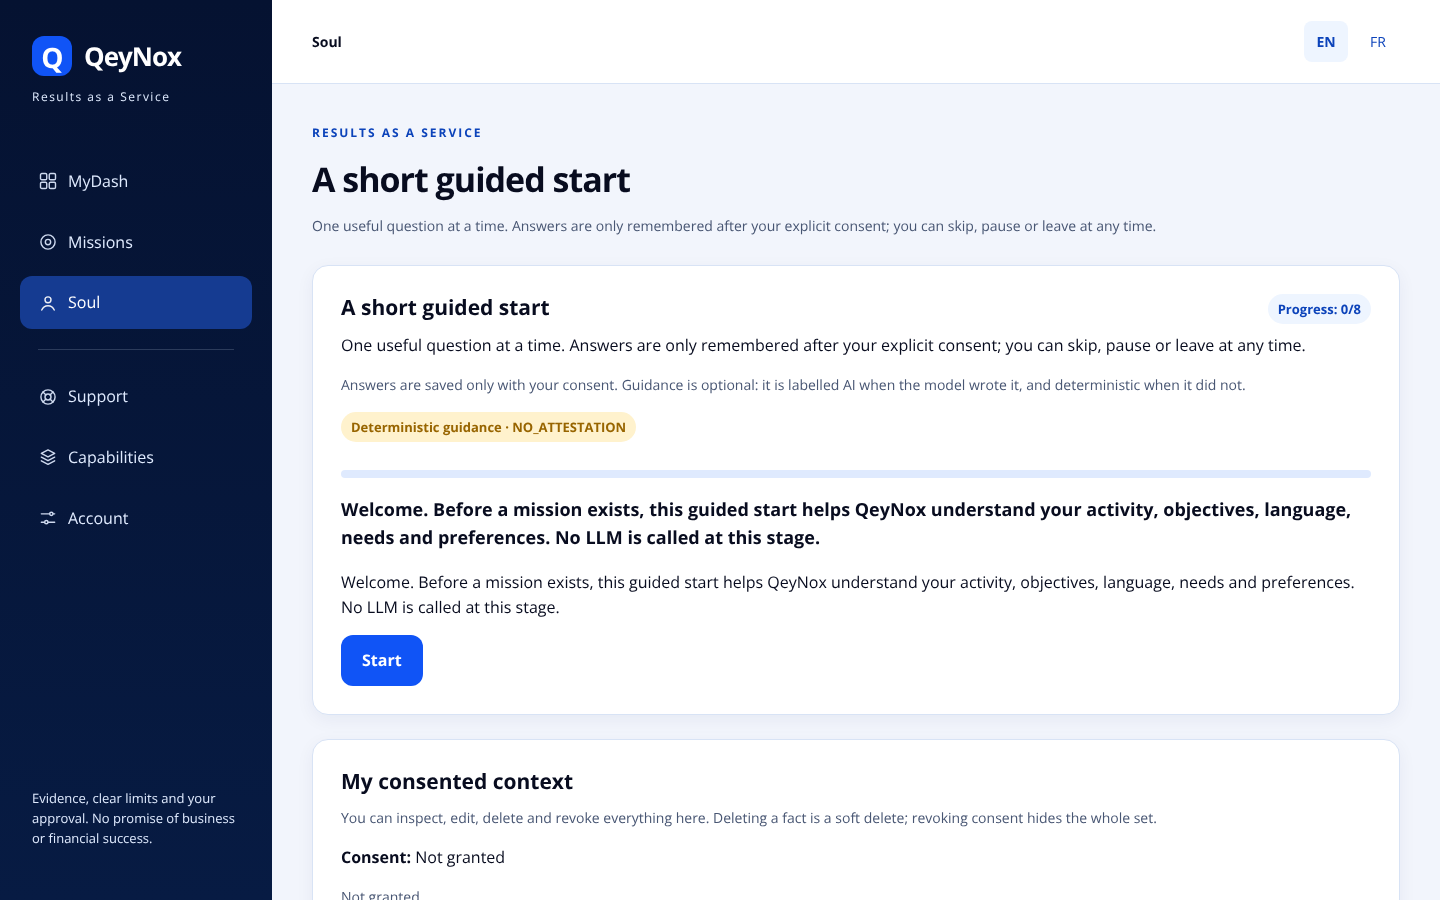 Q QeyNox
Results as a Service
MyDash
Missions
Soul
Support
Capabilities
Account
Evidence, clear limits and your
approval. No promise of business
or financial success.
Soul
EN FR
RESULTS AS A SERVICE
A short guided start
One useful question at a time. Answers are only remembered after your explicit consent; you can skip, pause or leave at any time.
A short guided start
Progress: 0/8
One useful question at a time. Answers are only remembered after your explicit consent; you can skip, pause or leave at any time.
Answers are saved only with your consent. Guidance is optional: it is labelled AI when the model wrote it, and deterministic when it did not.
Deterministic guidance · NO_ATTESTATION
Welcome. Before a mission exists, this guided start helps QeyNox understand your activity, objectives, language,
needs and preferences. No LLM is called at this stage.
Welcome. Before a mission exists, this guided start helps QeyNox understand your activity, objectives, language, needs and preferences.
No LLM is called at this stage.
Start
My consented context
You can inspect, edit, delete and revoke everything here. Deleting a fact is a soft delete; revoking consent hides the whole set.
Consent: Not granted
Not granted